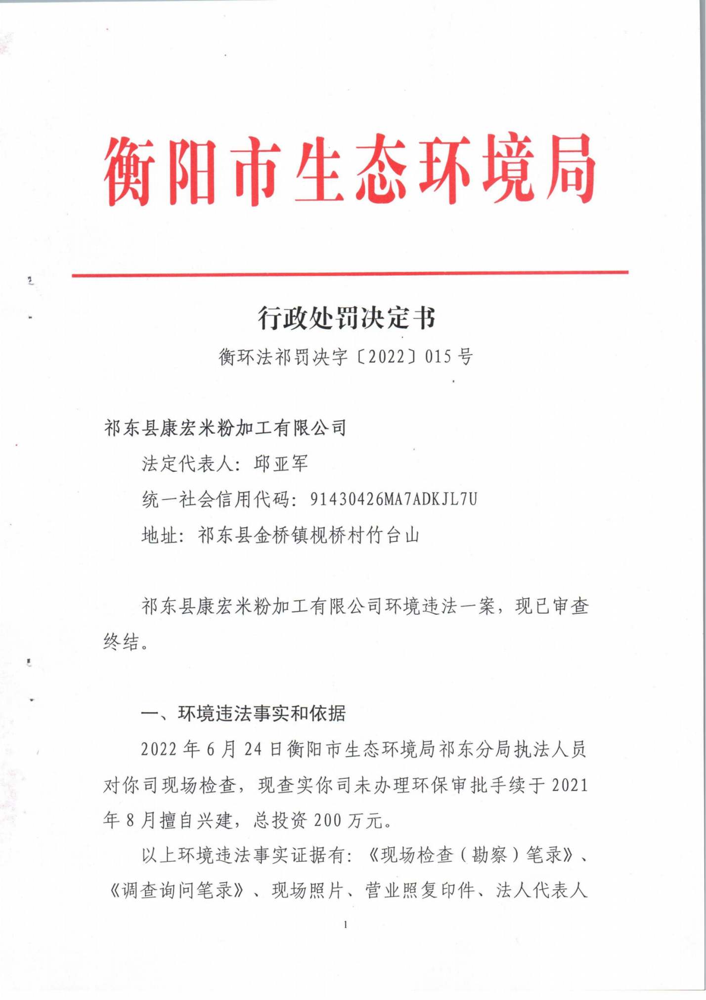 衡阳市生态环境局
行政处罚决定书
衡环法祁罚决字〔2022〕015号
祁东县康宏米粉加工有限公司
法定代表人：邱亚军
统一社会信用代码：91430426MA7ADKJL7U
地址：祁东县金桥镇枧桥村竹台山
祁东县康宏米粉加工有限公司环境违法一案，现已审查
终结。
一、环境违法事实和依据
2022年6月24日衡阳市生态环境局祁东分局执法人员
对你司现场检查，现查实你司未办理环保审批手续于2021
年8月擅自兴建，总投资200万元。
以上环境违法事实证据有：《现场检查（勘察）笔录》、
《调查询问笔录》、现场照片、营业照复印件、法人代表人
1